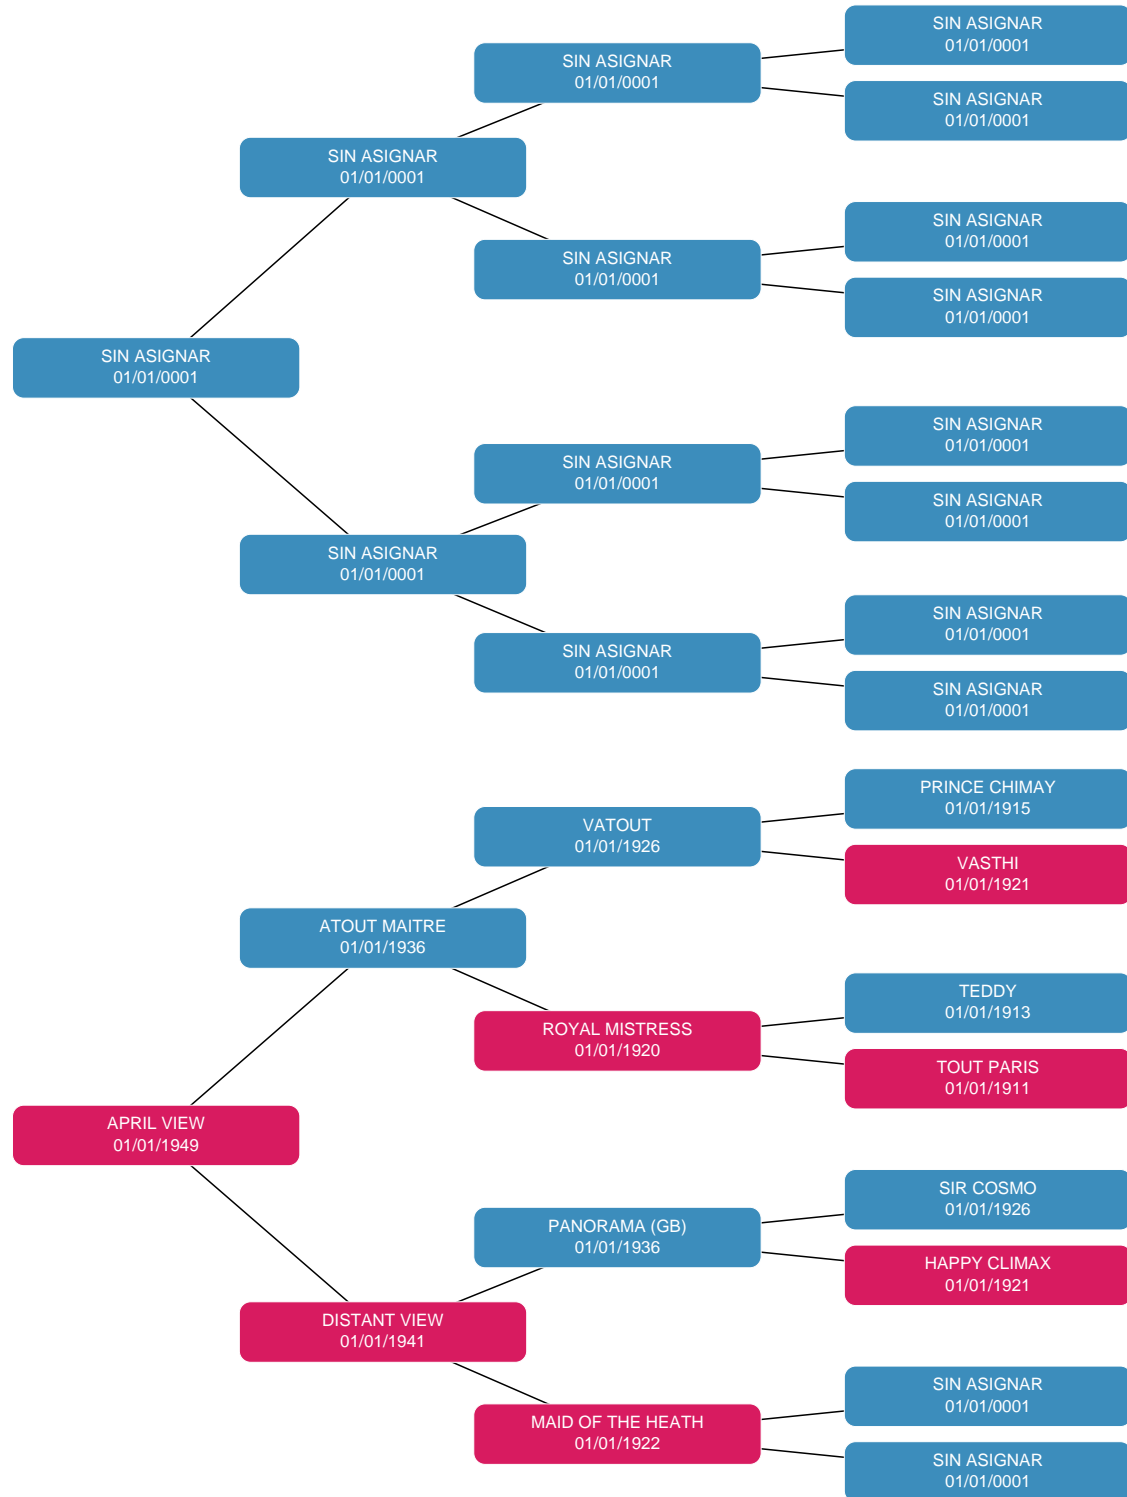 SIN ASIGNAR
01/01/0001
SIN ASIGNAR
01/01/0001
SIN ASIGNAR
01/01/0001
SIN ASIGNAR
01/01/0001
SIN ASIGNAR
01/01/0001
SIN ASIGNAR
01/01/0001
SIN ASIGNAR
01/01/0001
SIN ASIGNAR
01/01/0001
SIN ASIGNAR
01/01/0001
SIN ASIGNAR
01/01/0001
SIN ASIGNAR
01/01/0001
SIN ASIGNAR
01/01/0001
SIN ASIGNAR
01/01/0001
SIN ASIGNAR
01/01/0001
SIN ASIGNAR
01/01/0001
PRINCE CHIMAY
01/01/1915
VATOUT
01/01/1926
VASTHI
01/01/1921
ATOUT MAITRE
01/01/1936
TEDDY
01/01/1913
ROYAL MISTRESS
01/01/1920
TOUT PARIS
01/01/1911
APRIL VIEW
01/01/1949
SIR COSMO
01/01/1926
PANORAMA (GB)
01/01/1936
HAPPY CLIMAX
01/01/1921
DISTANT VIEW
01/01/1941
SIN ASIGNAR
01/01/0001
MAID OF THE HEATH
01/01/1922
SIN ASIGNAR
01/01/0001